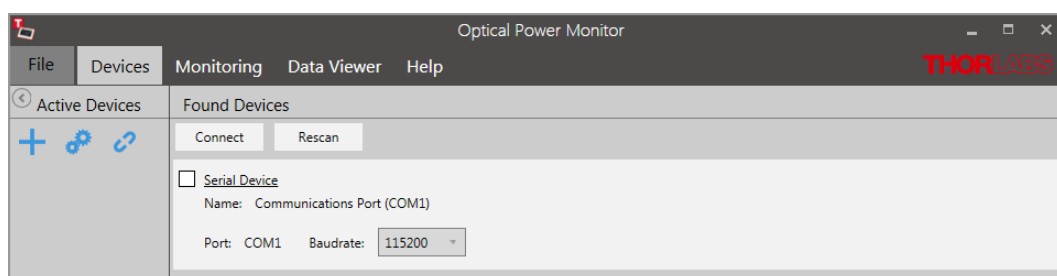 Optical Power Monitor
File Devices Monitoring Data Viewer Help THORLABS
Active Devices Found Devices
Connect Rescan
Serial Device
Name: Communications Port (COM1)
Port: COM1 Baudrate: 115200